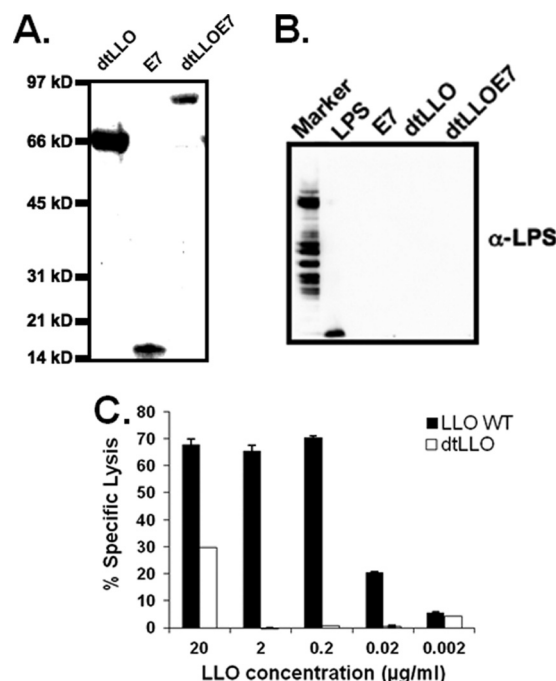 A.
dtLLO E7 dtLLOE7
97 kD
66 kD
45 kD
31 kD
21 kD
14 kD
B.
Marker LPS E7 dtLLO dtLLOE7
α-LPS
C.
% Specific Lysis
80
70
60
50
40
30
20
10
0
LLO WT
dtLLO
20 2 0.2 0.02 0.002
LLO concentration (μg/ml)